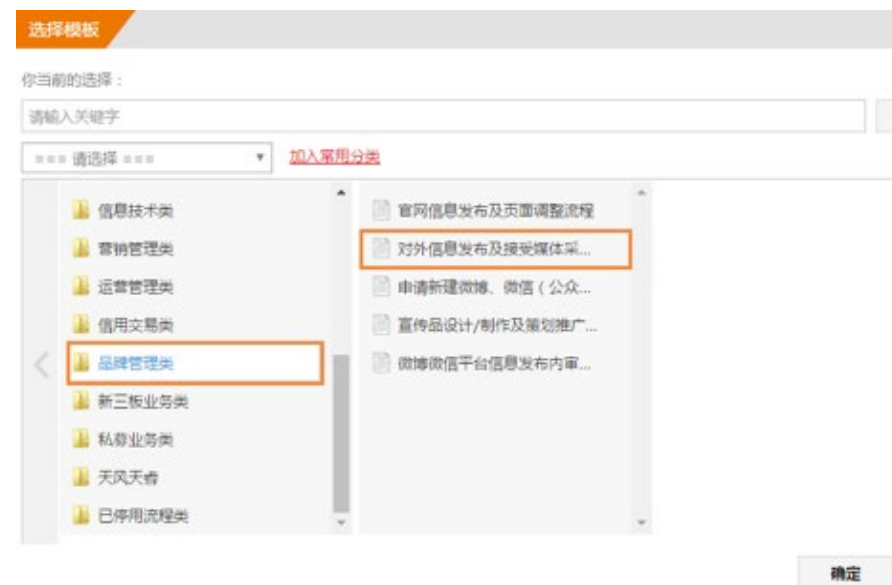 选择模板
你当前的选择：
请输入关键字
=== 请选择 ===
加入常用分类
信息技术类
营销管理类
运营管理类
信用交易类
品牌管理类
新三板业务类
私募业务类
天风天睿
已停用流程类
官网信息发布及页面调整流程
对外信息发布及接受媒体采...
申请新建微博、微信（公众...
宣传品设计/制作及策划推广...
微博微信平台信息发布内审...
确定